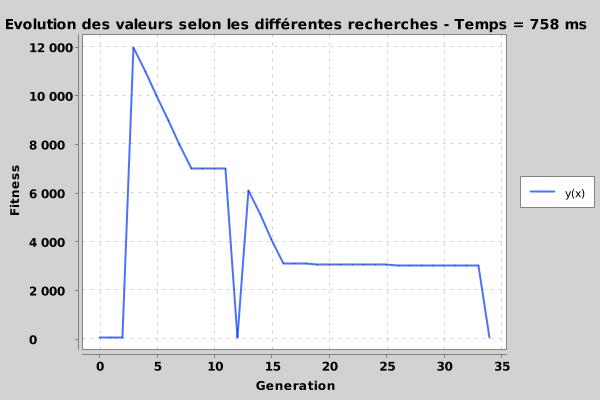 Evolution des valeurs selon les différentes recherches - Temps = 758 ms
12 000
10 000
8 000
6 000
4 000
2 000
0
Fitness
0 5 10 15 20 25 30 35
Generation
y(x)